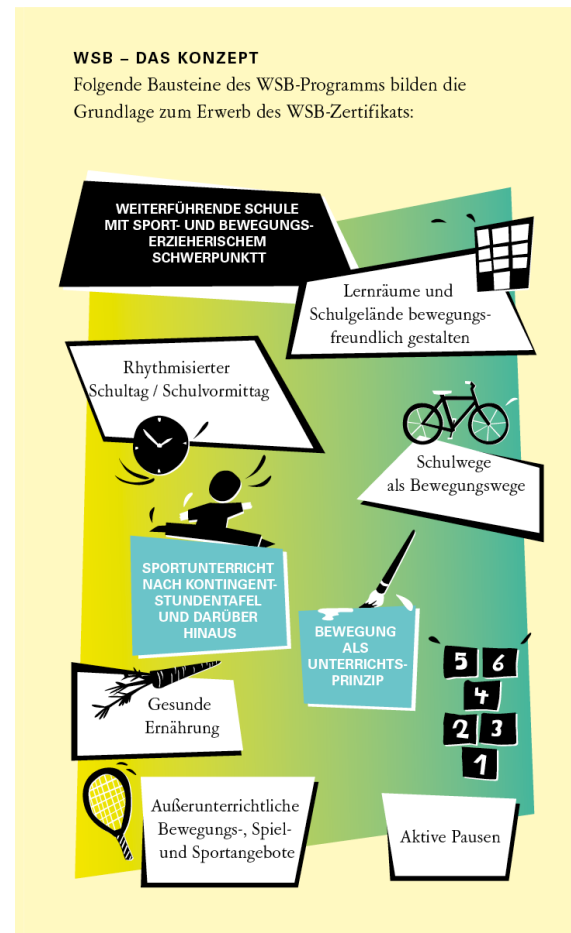 WSB – DAS KONZEPT
Folgende Bausteine des WSB-Programms bilden die
Grundlage zum Erwerb des WSB-Zertifikats:
WEITERFÜHRENDE SCHULE
MIT SPORT- UND BEWEGUNGS-
ERZIEHERISCHEM
SCHWERPUNKTT
Lernräume und
Schulgelände bewegungs-
freundlich gestalten
Rhythmisierter
Schultag / Schulvormittag
Schulwege
als Bewegungswege
SPORTUNTERRICHT
NACH KONTINGENT-
STUNDENTAFEL
UND DARÜBER
HINAUS
BEWEGUNG
ALS
UNTERRICHTS-
PRINZIP
5 6
4
2 3
1
Gesunde
Ernährung
Außerunterrichtliche
Bewegungs-, Spiel-
und Sportangebote
Aktive Pausen